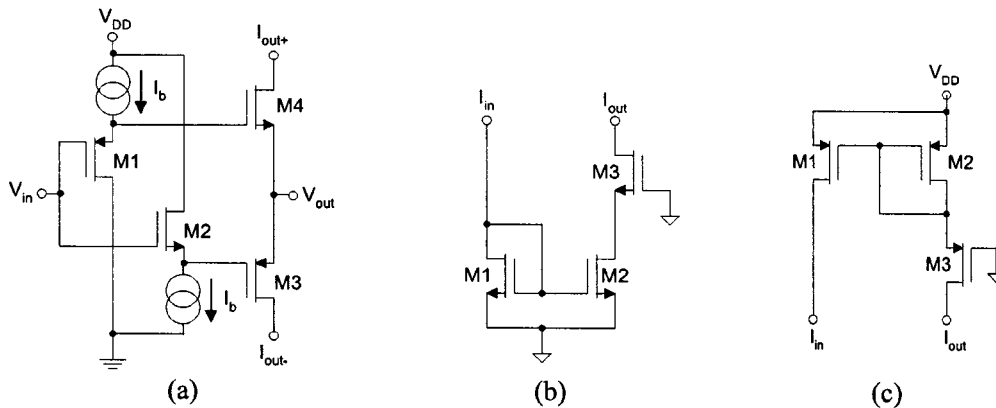 V_DD
I_b
M1
V_in
M2
I_b
I_out+
M4
V_out
M3
I_out-
(a)
I_in
I_out
M3
M1
M2
(b)
V_DD
M1
M2
M3
I_in
I_out
(c)